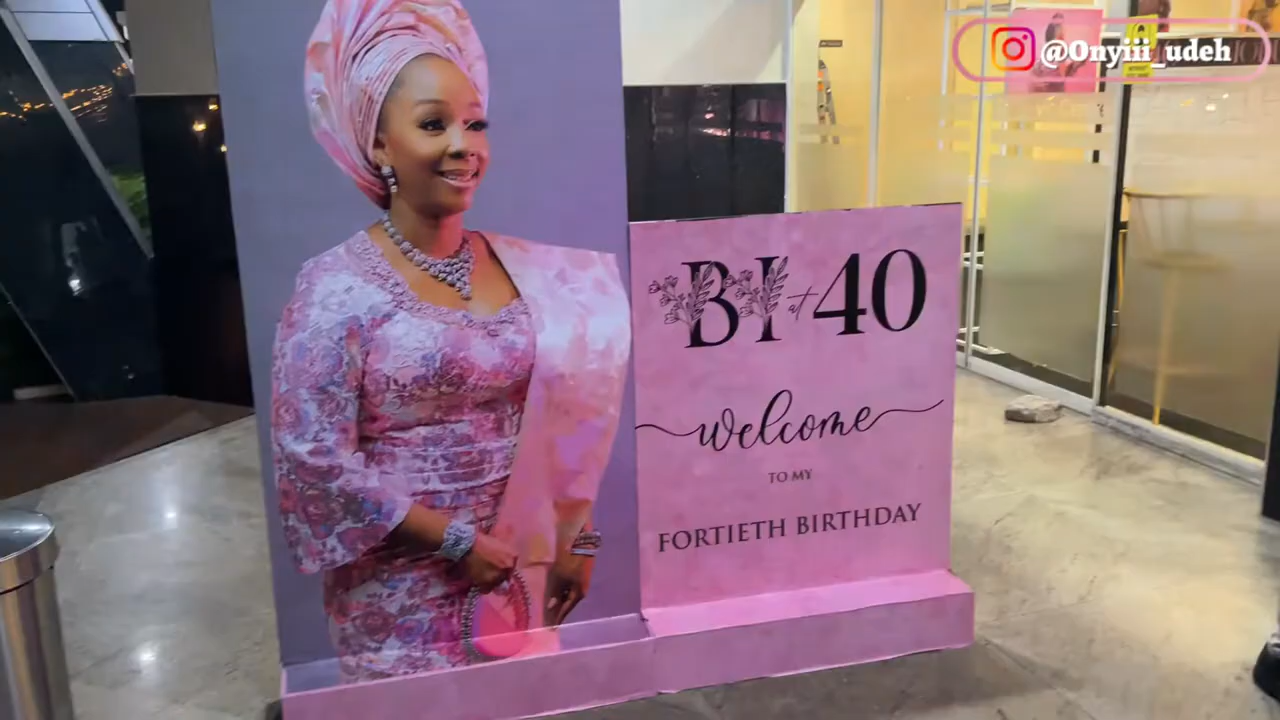 @Onyiii_udeh
BI at 40
welcome
TO MY
FORTIETH BIRTHDAY